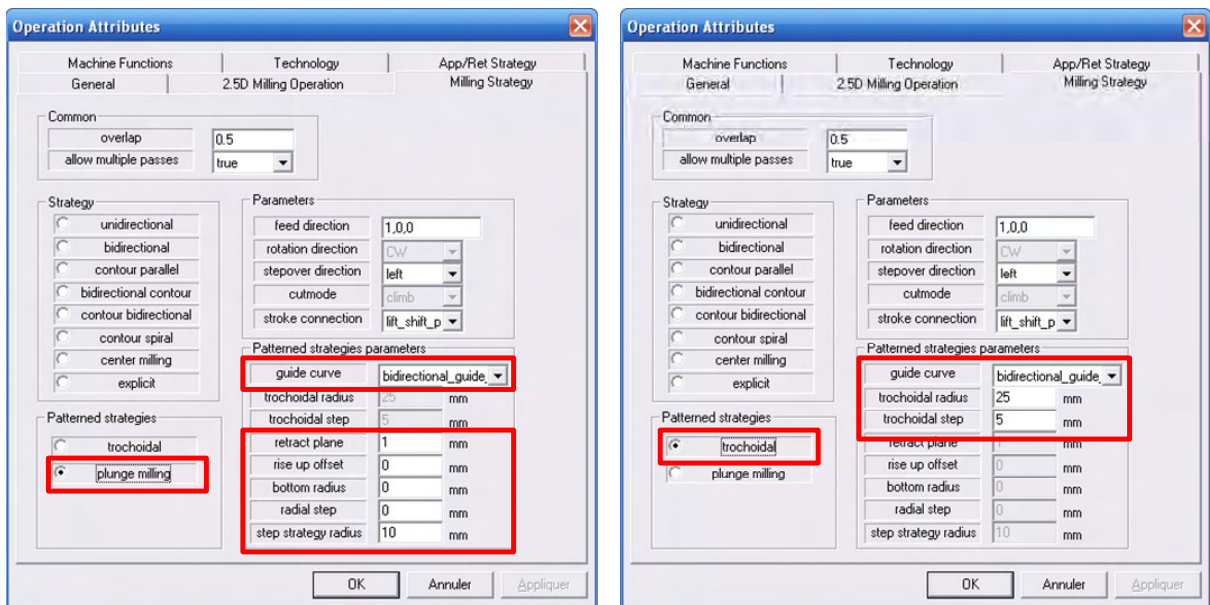 Operation Attributes
Machine Functions Technology App/Ret Strategy
General 2.5D Milling Operation Milling Strategy
Common
overlap 0.5
allow multiple passes true
Strategy
unidirectional
bidirectional
contour parallel
bidirectional contour
contour bidirectional
contour spiral
center milling
explicit
Patterned strategies
trochoidal
plunge milling
Parameters
feed direction 1,0,0
rotation direction CW
stepover direction left
cutmode climb
stroke connection lift_shift_p
Patterned strategies parameters
guide curve bidirectional_guide_
trochoidal radius 25 mm
trochoidal step 5 mm
retract plane 1 mm
rise up offset 0 mm
bottom radius 0 mm
radial step 0 mm
step strategy radius 10 mm
OK Annuler Appliquer
Operation Attributes
Machine Functions Technology App/Ret Strategy
General 2.5D Milling Operation Milling Strategy
Common
overlap 0.5
allow multiple passes true
Strategy
unidirectional
bidirectional
contour parallel
bidirectional contour
contour bidirectional
contour spiral
center milling
explicit
Patterned strategies
trochoidal
plunge milling
Parameters
feed direction 1,0,0
rotation direction CW
stepover direction left
cutmode climb
stroke connection lift_shift_p
Patterned strategies parameters
guide curve bidirectional_guide_
trochoidal radius 25 mm
trochoidal step 5 mm
retract plane 1 mm
rise up offset 0 mm
bottom radius 0 mm
radial step 0 mm
step strategy radius 10 mm
OK Annuler Appliquer